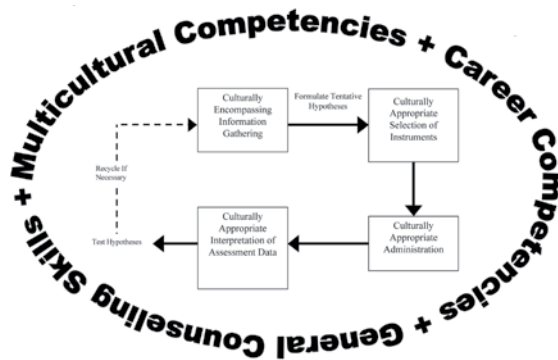 Multicultural Competencies + Career Competencies + General Counseling Skills +
Culturally
Encompassing
Information
Gathering
Formulate Tentative
Hypotheses
Culturally
Appropriate
Selection of
Instruments
Culturally
Appropriate
Administration
Culturally
Appropriate
Interpretation of
Assessment Data
Test Hypotheses
Recycle If
Necessary